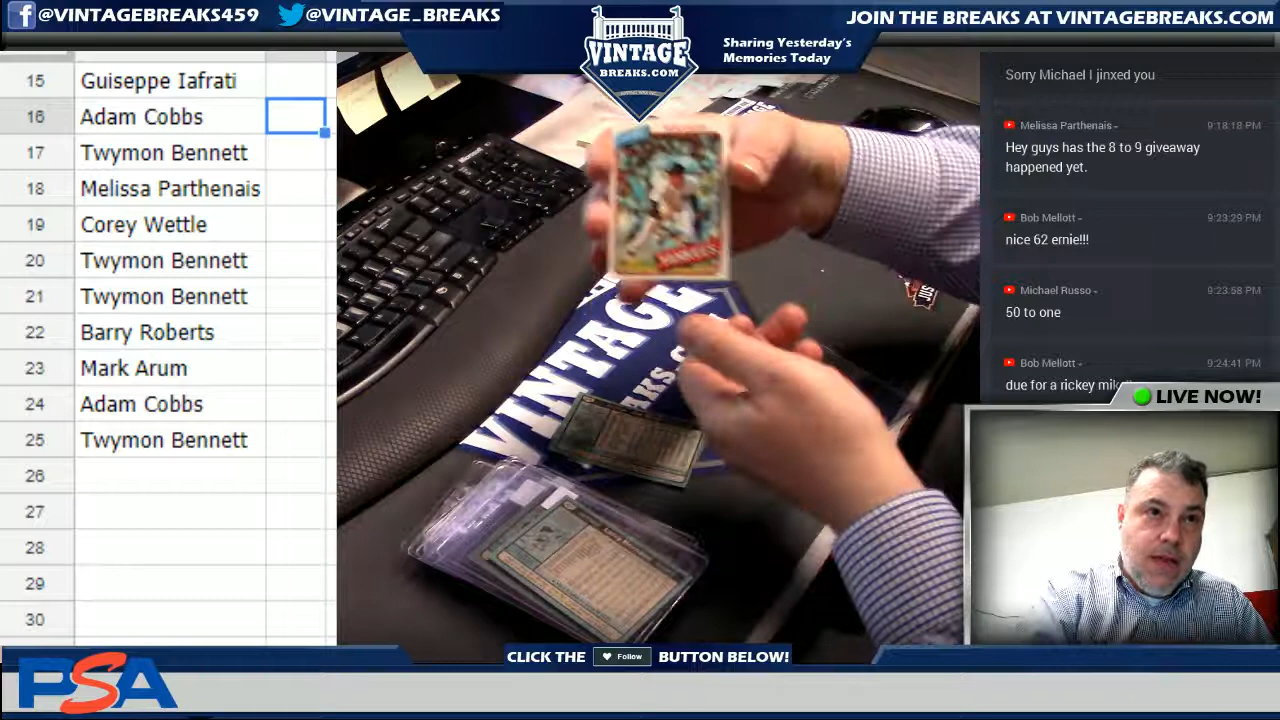 @VINTAGEBREAKS459
@VINTAGE_BREAKS
VINTAGE
BREAKS.COM
Sharing Yesterday's
Memories Today
JOIN THE BREAKS AT VINTAGEBREAKS.COM
15 Guiseppe Iafrati
16 Adam Cobbs
17 Twymon Bennett
18 Melissa Parthenais
19 Corey Wettle
20 Twymon Bennett
21 Twymon Bennett
22 Barry Roberts
23 Mark Arum
24 Adam Cobbs
25 Twymon Bennett
26
27
28
29
30
VINTAGE
Sorry Michael I jinxed you
Melissa Parthenais - 9:18:18 PM
Hey guys has the 8 to 9 giveaway
happened yet.
Bob Mellott - 9:23:29 PM
nice 62 ernie!!!
Michael Russo - 9:23:58 PM
50 to one
Bob Mellott - 9:24:41 PM
due for a rickey
LIVE NOW!
CLICK THE Follow BUTTON BELOW!
PSA